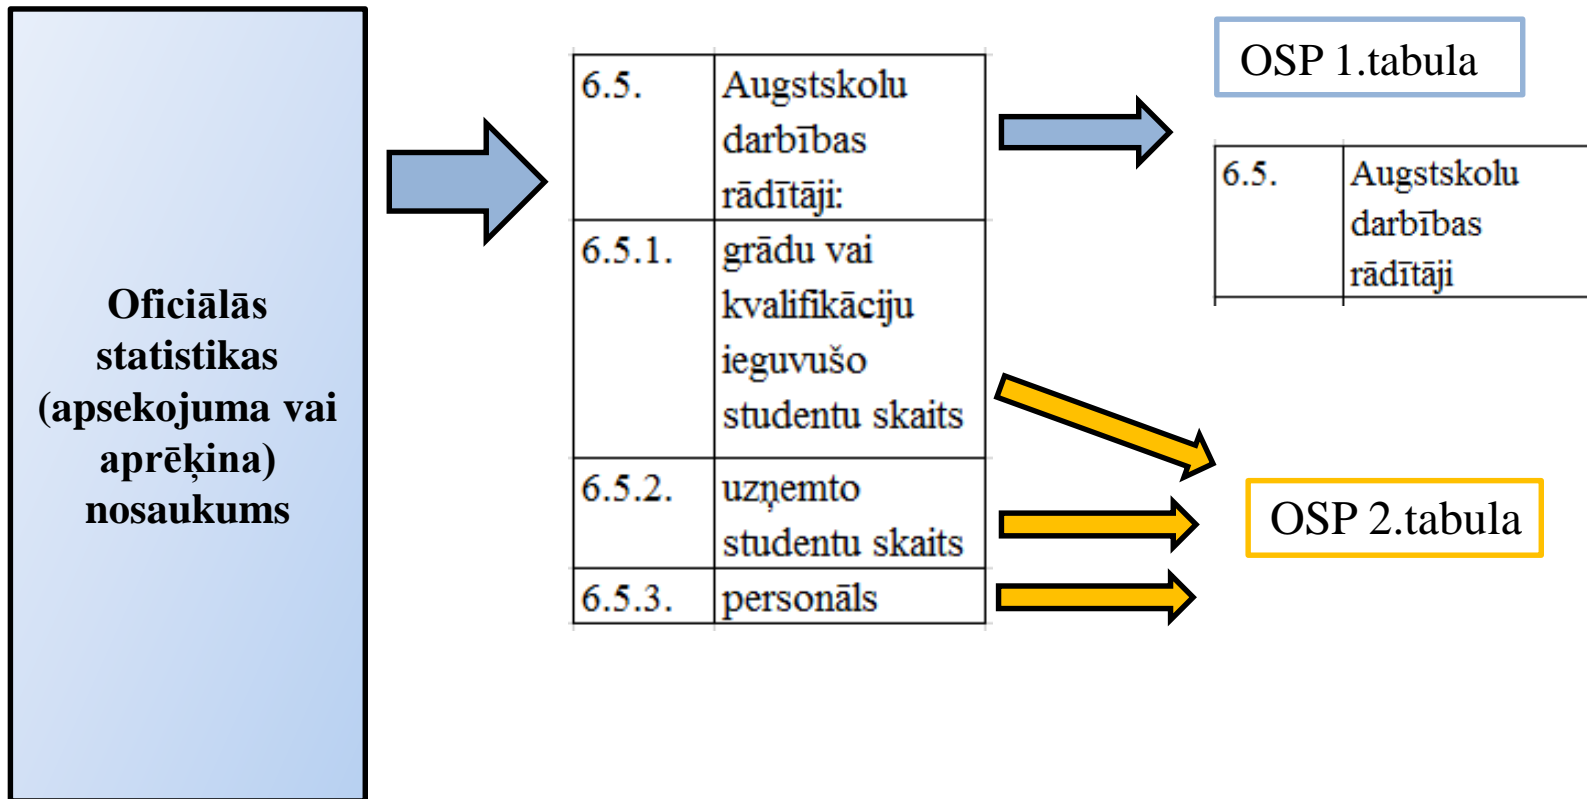 Oficiālās
statistikas
(apsekojuma vai
aprēķina)
nosaukums
6.5. Augstskolu
darbības
rādītāji:
6.5.1. grādu vai
kvalifikāciju
ieguvušo
studentu skaits
6.5.2. uzņemto
studentu skaits
6.5.3. personāls
OSP 1.tabula
6.5. Augstskolu
darbības
rādītāji
OSP 2.tabula